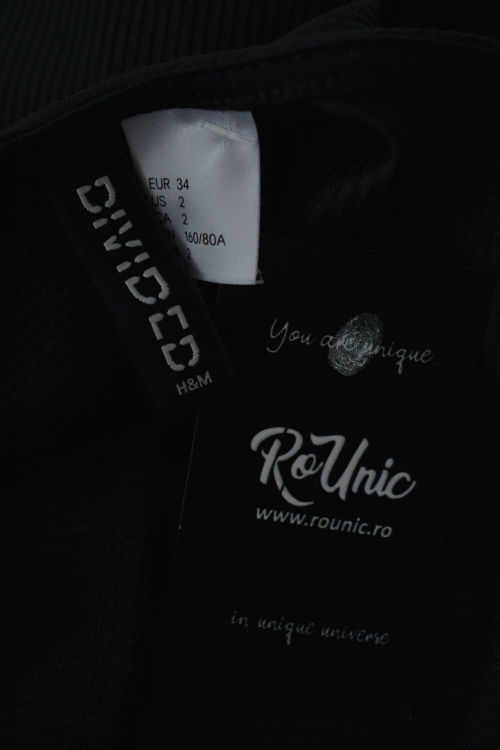 EUR 34
US 2
CA 2
160/80A
2
DIVIDED
H&M
You are unique
RoUnic
www.rounic.ro
in unique universe